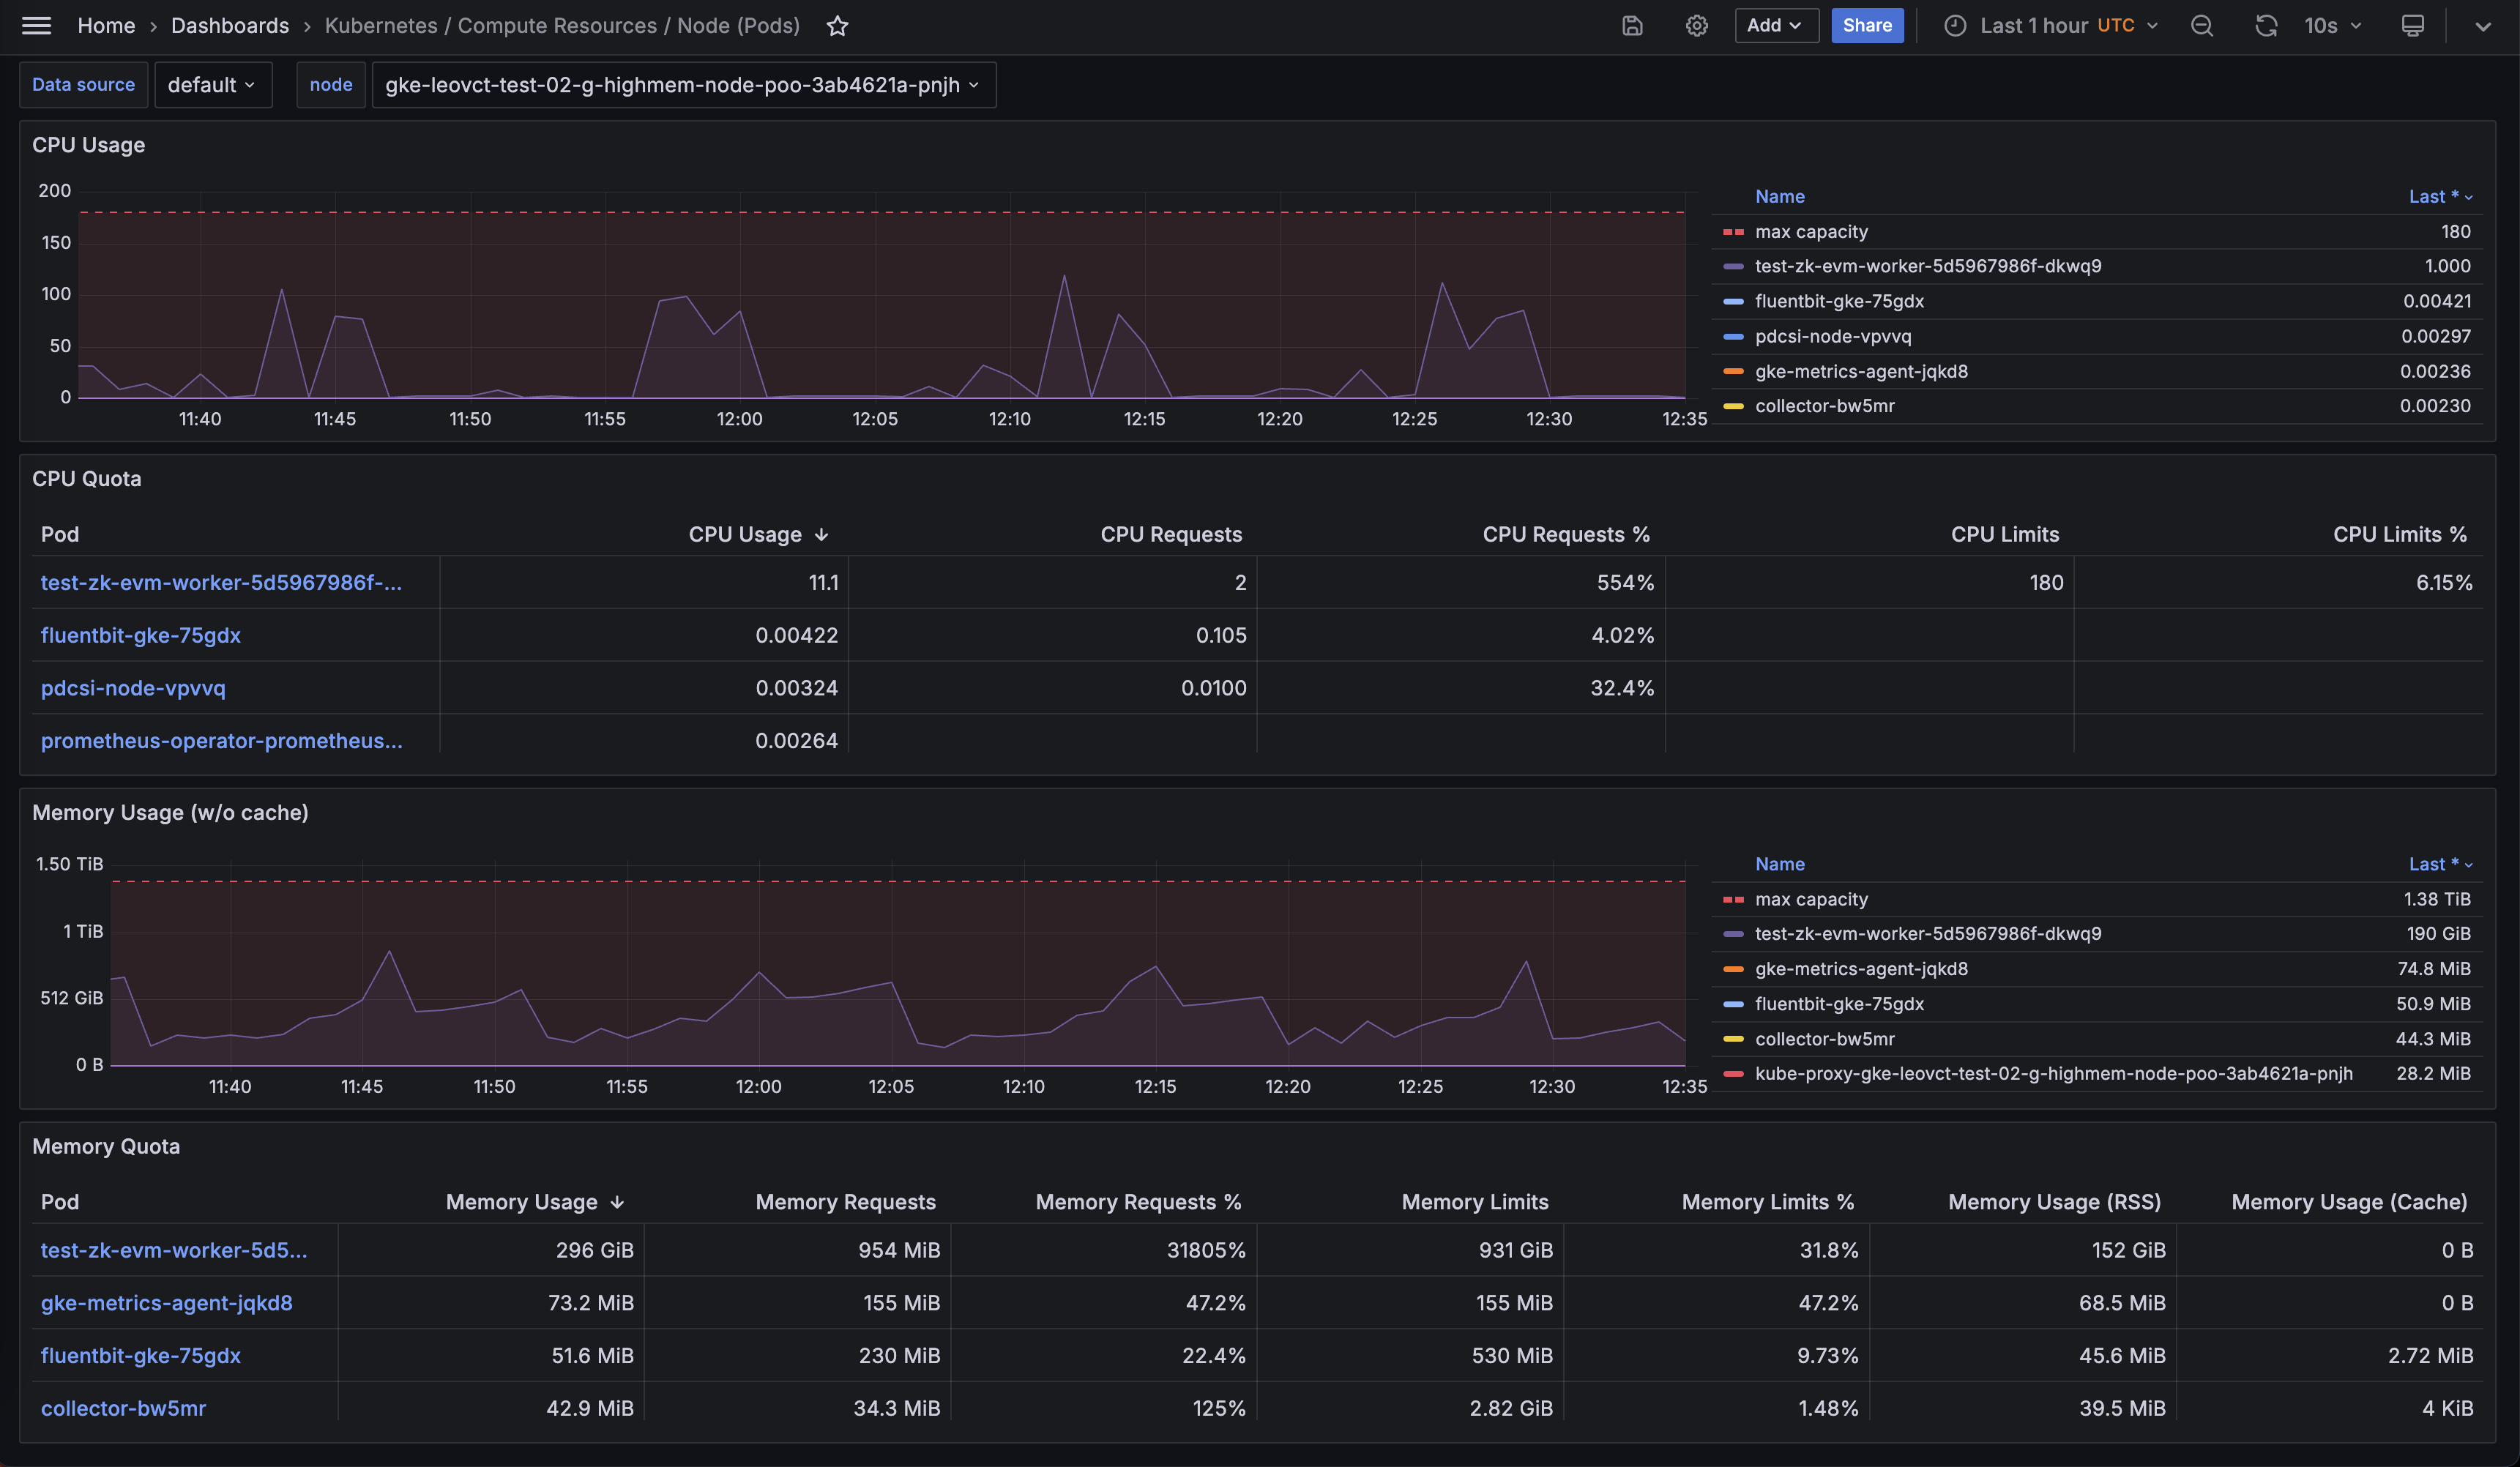 Home › Dashboards › Kubernetes / Compute Resources / Node (Pods) Add Share Last 1 hour UTC 10s
Data source default node gke-leovct-test-02-g-highmem-node-poo-3ab4621a-pnjh
CPU Usage
200
150
100
50
0
11:40 11:45 11:50 11:55 12:00 12:05 12:10 12:15 12:20 12:25 12:30 12:35
Name Last *
max capacity 180
test-zk-evm-worker-5d5967986f-dkwq9 1.000
fluentbit-gke-75gdx 0.00421
pdcsi-node-vpvvq 0.00297
gke-metrics-agent-jqkd8 0.00236
collector-bw5mr 0.00230
CPU Quota
Pod CPU Usage CPU Requests CPU Requests % CPU Limits CPU Limits %
test-zk-evm-worker-5d5967986f-... 11.1 2 554% 180 6.15%
fluentbit-gke-75gdx 0.00422 0.105 4.02%
pdcsi-node-vpvvq 0.00324 0.0100 32.4%
prometheus-operator-prometheus... 0.00264
Memory Usage (w/o cache)
1.50 TiB
1 TiB
512 GiB
0 B
11:40 11:45 11:50 11:55 12:00 12:05 12:10 12:15 12:20 12:25 12:30 12:35
Name Last *
max capacity 1.38 TiB
test-zk-evm-worker-5d5967986f-dkwq9 190 GiB
gke-metrics-agent-jqkd8 74.8 MiB
fluentbit-gke-75gdx 50.9 MiB
collector-bw5mr 44.3 MiB
kube-proxy-gke-leovct-test-02-g-highmem-node-poo-3ab4621a-pnjh 28.2 MiB
Memory Quota
Pod Memory Usage Memory Requests Memory Requests % Memory Limits Memory Limits % Memory Usage (RSS) Memory Usage (Cache)
test-zk-evm-worker-5d5... 296 GiB 954 MiB 31805% 931 GiB 31.8% 152 GiB 0 B
gke-metrics-agent-jqkd8 73.2 MiB 155 MiB 47.2% 155 MiB 47.2% 68.5 MiB 0 B
fluentbit-gke-75gdx 51.6 MiB 230 MiB 22.4% 530 MiB 9.73% 45.6 MiB 2.72 MiB
collector-bw5mr 42.9 MiB 34.3 MiB 125% 2.82 GiB 1.48% 39.5 MiB 4 KiB